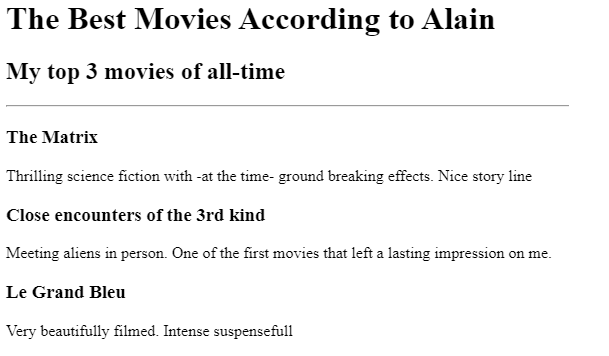 The Best Movies According to Alain
My top 3 movies of all-time
The Matrix
Thrilling science fiction with -at the time- ground breaking effects. Nice story line
Close encounters of the 3rd kind
Meeting aliens in person. One of the first movies that left a lasting impression on me.
Le Grand Bleu
Very beautifully filmed. Intense suspensefull